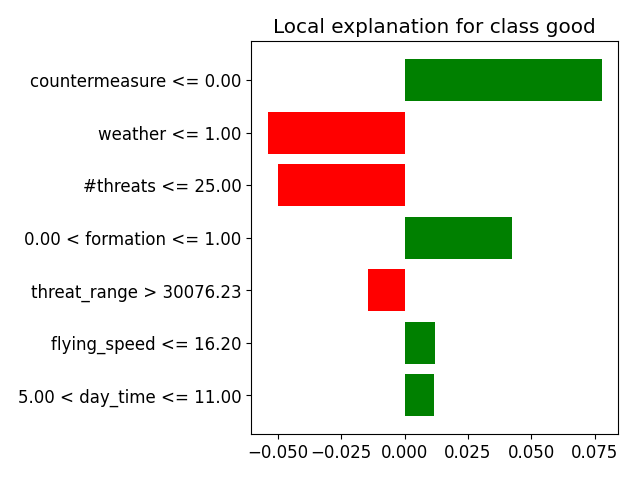 Local explanation for class good
countermeasure <= 0.00
weather <= 1.00
#threats <= 25.00
0.00 < formation <= 1.00
threat_range > 30076.23
flying_speed <= 16.20
5.00 < day_time <= 11.00
−0.050 −0.025 0.000 0.025 0.050 0.075